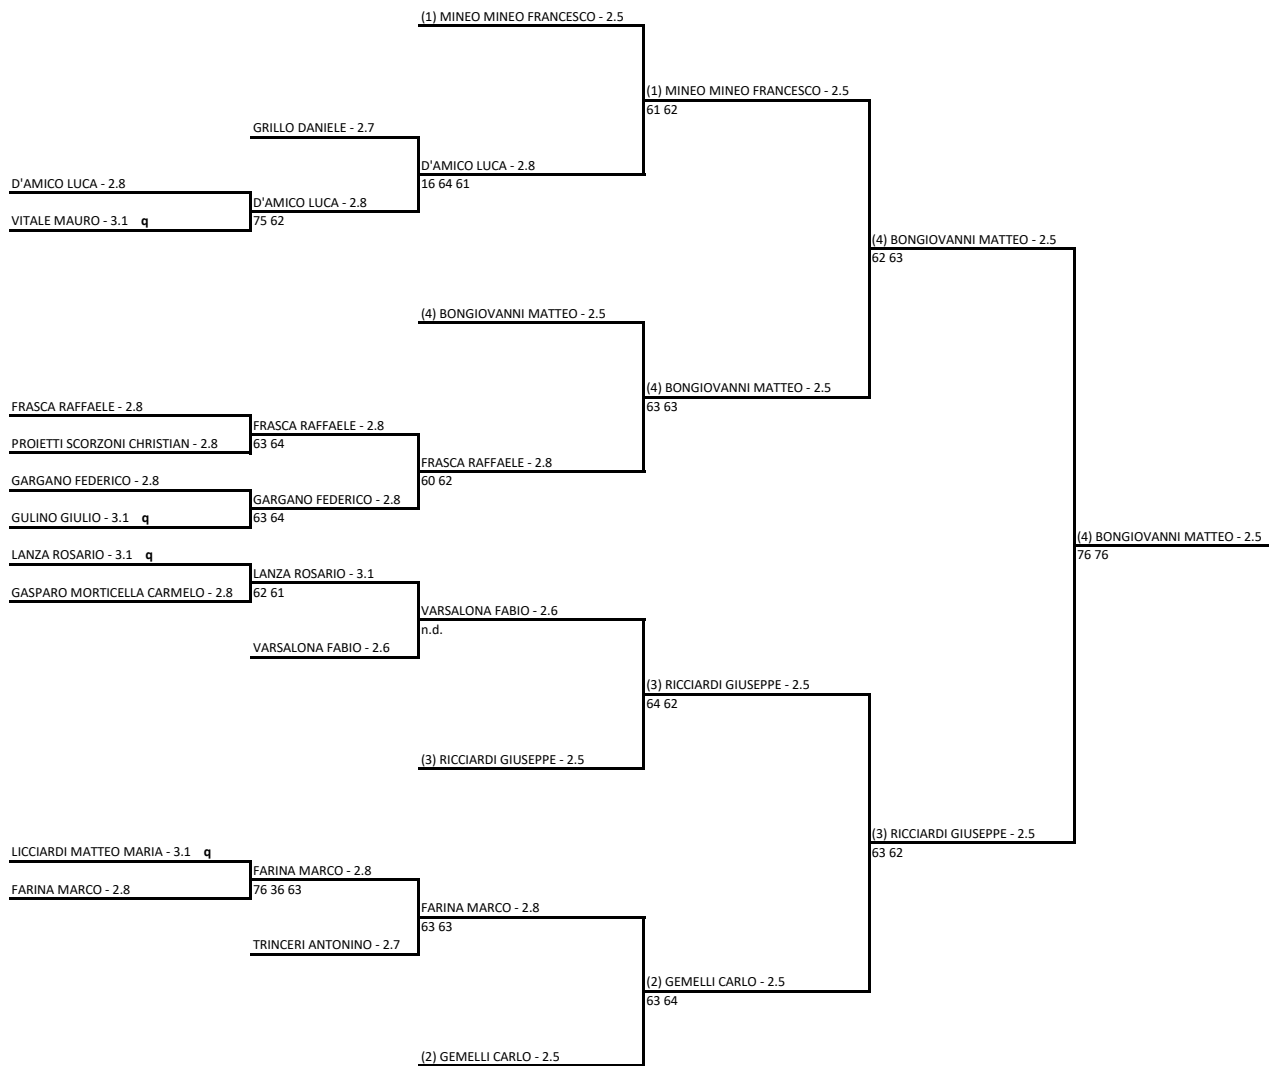 (1) MINEO MINEO FRANCESCO - 2.5
(1) MINEO MINEO FRANCESCO - 2.5
61 62
GRILLO DANIELE - 2.7
D'AMICO LUCA - 2.8
16 64 61
D'AMICO LUCA - 2.8
D'AMICO LUCA - 2.8
75 62
VITALE MAURO - 3.1 q
(4) BONGIOVANNI MATTEO - 2.5
62 63
(4) BONGIOVANNI MATTEO - 2.5
(4) BONGIOVANNI MATTEO - 2.5
63 63
FRASCA RAFFAELE - 2.8
FRASCA RAFFAELE - 2.8
63 64
PROIETTI SCORZONI CHRISTIAN - 2.8
FRASCA RAFFAELE - 2.8
60 62
GARGANO FEDERICO - 2.8
GARGANO FEDERICO - 2.8
63 64
GULINO GIULIO - 3.1 q
(4) BONGIOVANNI MATTEO - 2.5
76 76
LANZA ROSARIO - 3.1 q
LANZA ROSARIO - 3.1
62 61
GASPARO MORTICELLA CARMELO - 2.8
VARSALONA FABIO - 2.6
n.d.
VARSALONA FABIO - 2.6
(3) RICCIARDI GIUSEPPE - 2.5
64 62
(3) RICCIARDI GIUSEPPE - 2.5
(3) RICCIARDI GIUSEPPE - 2.5
63 62
LICCIARDI MATTEO MARIA - 3.1 q
FARINA MARCO - 2.8
76 36 63
FARINA MARCO - 2.8
FARINA MARCO - 2.8
63 63
TRINCERI ANTONINO - 2.7
(2) GEMELLI CARLO - 2.5
63 64
(2) GEMELLI CARLO - 2.5